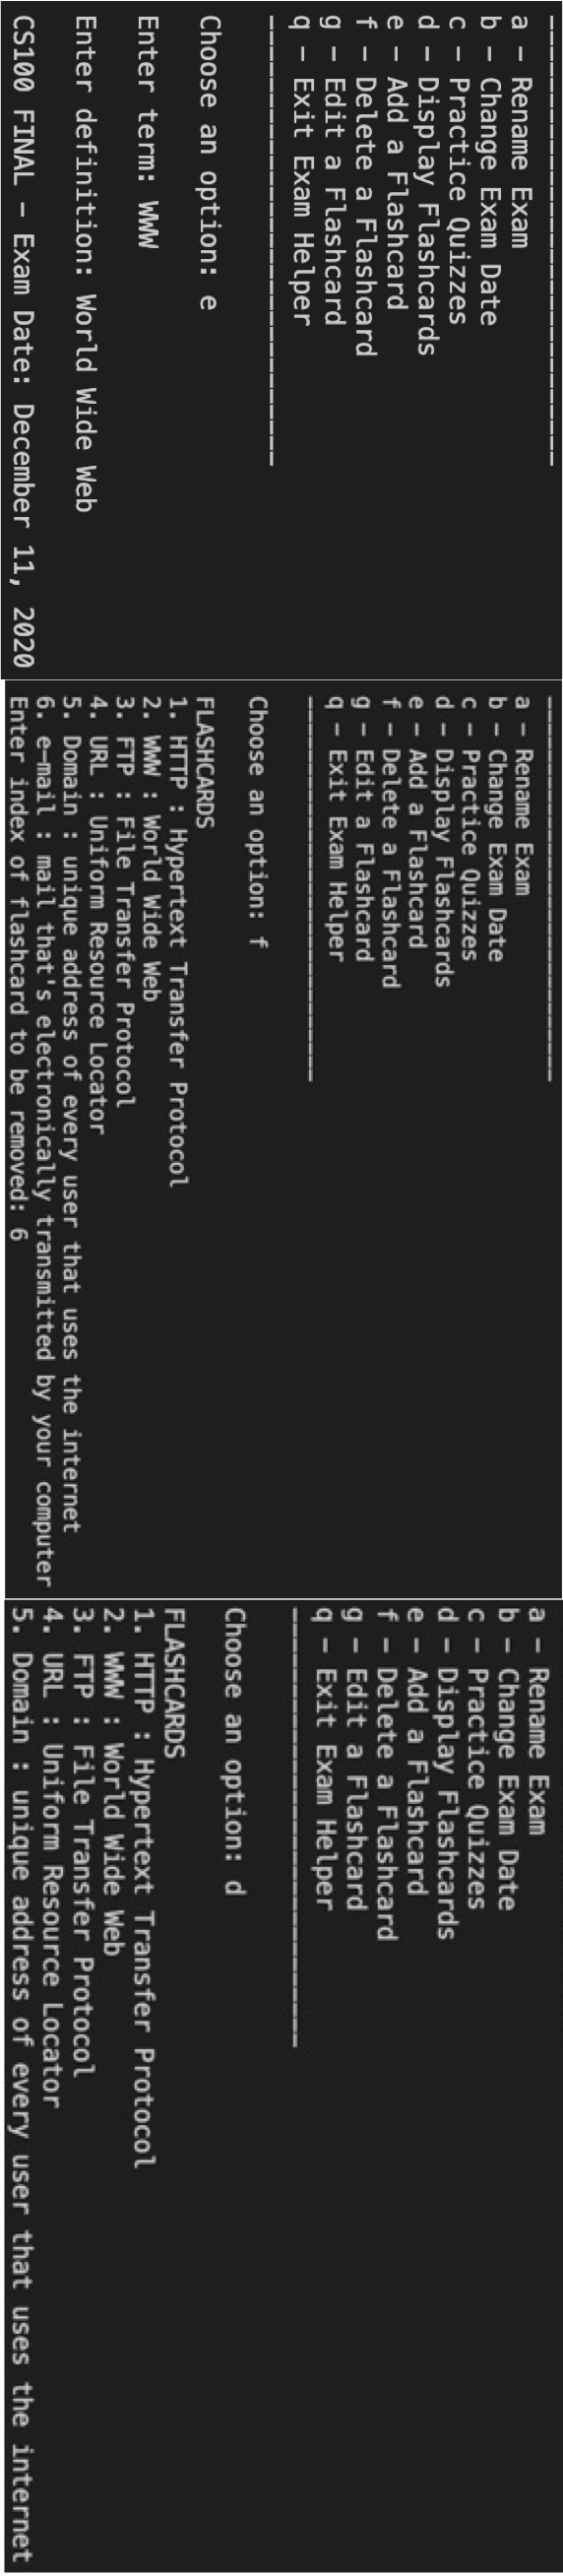 ----------------------------------------
a - Rename Exam
b - Change Exam Date
c - Practice Quizzes
d - Display Flashcards
e - Add a Flashcard
f - Delete a Flashcard
g - Edit a Flashcard
q - Exit Exam Helper
----------------------------------------
Choose an option: e
Enter term: WWW
Enter definition: World Wide Web
CS100 FINAL - Exam Date: December 11, 2020
----------------------------------------
a - Rename Exam
b - Change Exam Date
c - Practice Quizzes
d - Display Flashcards
e - Add a Flashcard
f - Delete a Flashcard
g - Edit a Flashcard
q - Exit Exam Helper
----------------------------------------
Choose an option: f
FLASHCARDS
1. HTTP : Hypertext Transfer Protocol
2. WWW : World Wide Web
3. FTP : File Transfer Protocol
4. URL : Uniform Resource Locator
5. Domain : unique address of every user that uses the internet
6. e-mail : mail that's electronically transmitted by your computer
Enter index of flashcard to be removed: 6
a - Rename Exam
b - Change Exam Date
c - Practice Quizzes
d - Display Flashcards
e - Add a Flashcard
f - Delete a Flashcard
g - Edit a Flashcard
q - Exit Exam Helper
----------------------------------------
Choose an option: d
FLASHCARDS
1. HTTP : Hypertext Transfer Protocol
2. WWW : World Wide Web
3. FTP : File Transfer Protocol
4. URL : Uniform Resource Locator
5. Domain : unique address of every user that uses the internet